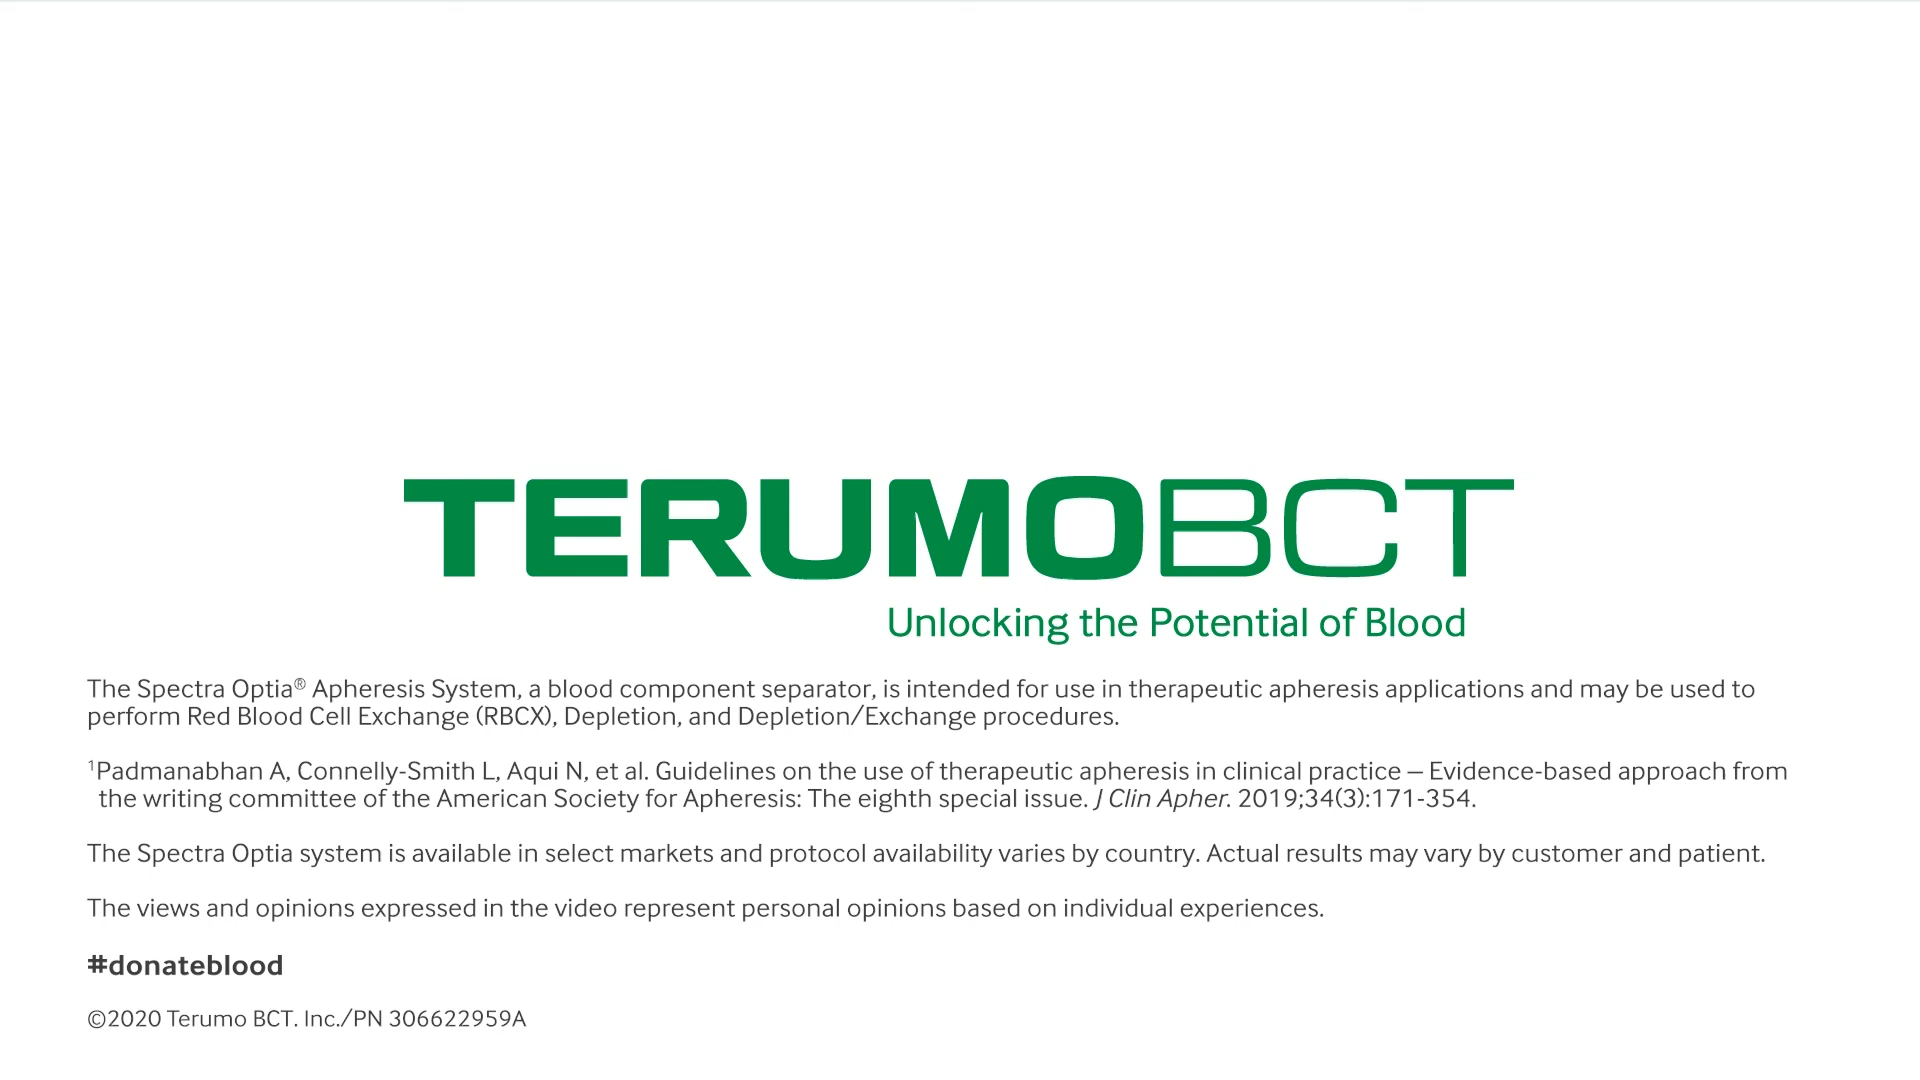 TERUMOBCT
Unlocking the Potential of Blood
The Spectra Optia® Apheresis System, a blood component separator, is intended for use in therapeutic apheresis applications and may be used to
perform Red Blood Cell Exchange (RBCX), Depletion, and Depletion/Exchange procedures.
¹Padmanabhan A, Connelly-Smith L, Aqui N, et al. Guidelines on the use of therapeutic apheresis in clinical practice – Evidence-based approach from
the writing committee of the American Society for Apheresis: The eighth special issue. J Clin Apher. 2019;34(3):171-354.
The Spectra Optia system is available in select markets and protocol availability varies by country. Actual results may vary by customer and patient.
The views and opinions expressed in the video represent personal opinions based on individual experiences.
#donateblood
©2020 Terumo BCT. Inc./PN 306622959A